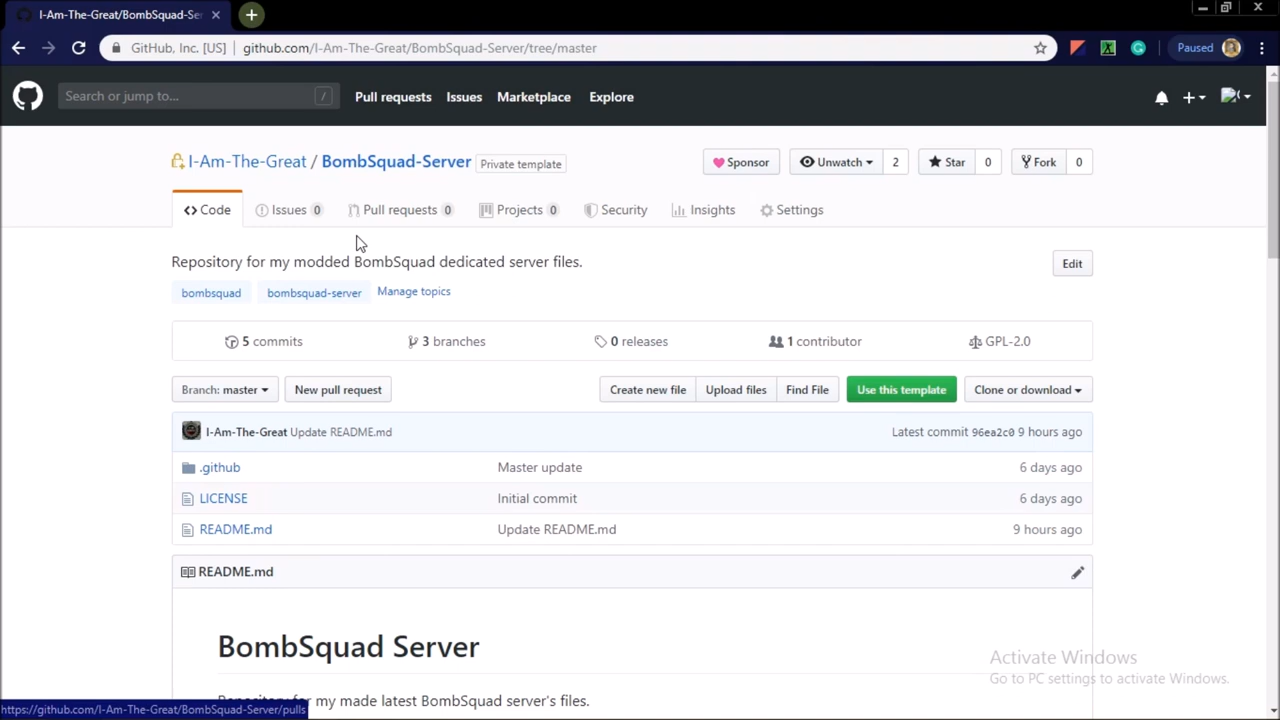 I-Am-The-Great/BombSquad-Ser
GitHub, Inc. [US] | github.com/I-Am-The-Great/BombSquad-Server/tree/master
Paused
Search or jump to... /
Pull requests Issues Marketplace Explore
I-Am-The-Great / BombSquad-Server Private template
Sponsor Unwatch 2 Star 0 Fork 0
Code Issues 0 Pull requests 0 Projects 0 Security Insights Settings
Repository for my modded BombSquad dedicated server files. Edit
bombsquad bombsquad-server Manage topics
5 commits 3 branches 0 releases 1 contributor GPL-2.0
Branch: master New pull request Create new file Upload files Find File Use this template Clone or download
I-Am-The-Great Update README.md Latest commit 96ea2c0 9 hours ago
.github Master update 6 days ago
LICENSE Initial commit 6 days ago
README.md Update README.md 9 hours ago
README.md
BombSquad Server
Repository for my made latest BombSquad server's files.
Activate Windows
Go to PC settings to activate Windows.
https://github.com/I-Am-The-Great/BombSquad-Server/pulls